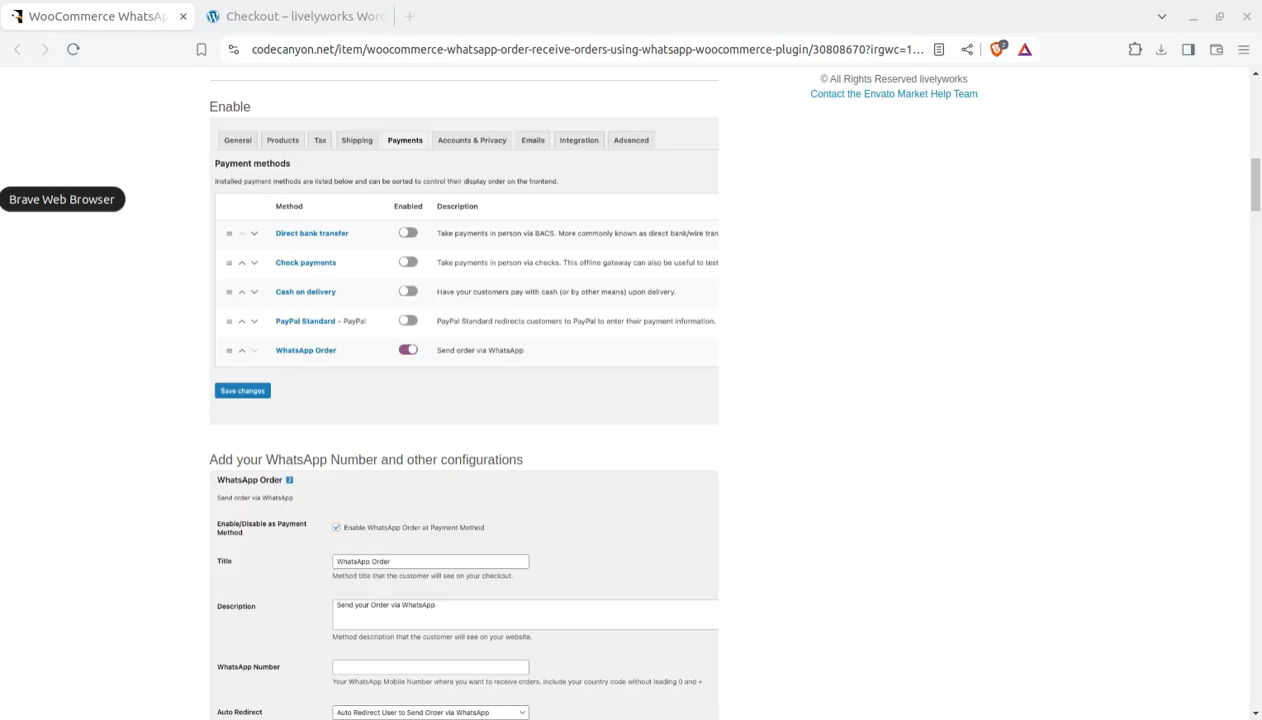 WooCommerce WhatsAp
Checkout – livelyworks Wor
codecanyon.net/item/woocommerce-whatsapp-order-receive-orders-using-whatsapp-woocommerce-plugin/30808670?irgwc=1...
2
© All Rights Reserved livelyworks
Contact the Envato Market Help Team
Enable
General Products Tax Shipping Payments Accounts & Privacy Emails Integration Advanced
Payment methods
Installed payment methods are listed below and can be sorted to control their display order on the frontend.
Brave Web Browser
Method Enabled Description
Direct bank transfer Take payments in person via BACS. More commonly known as direct bank/wire tran
Check payments Take payments in person via checks. This offline gateway can also be useful to test
Cash on delivery Have your customers pay with cash (or by other means) upon delivery.
PayPal Standard – PayPal PayPal Standard redirects customers to PayPal to enter their payment information.
WhatsApp Order Send order via WhatsApp
Save changes
Add your WhatsApp Number and other configurations
WhatsApp Order
Send order via WhatsApp
Enable/Disable as Payment
Method
Enable WhatsApp Order at Payment Method
Title WhatsApp Order
Method title that the customer will see on your checkout.
Description Send your Order via WhatsApp
Method description that the customer will see on your website.
WhatsApp Number
Your WhatsApp Mobile Number where you want to receive orders, include your country code without leading 0 and +
Auto Redirect Auto Redirect User to Send Order via WhatsApp